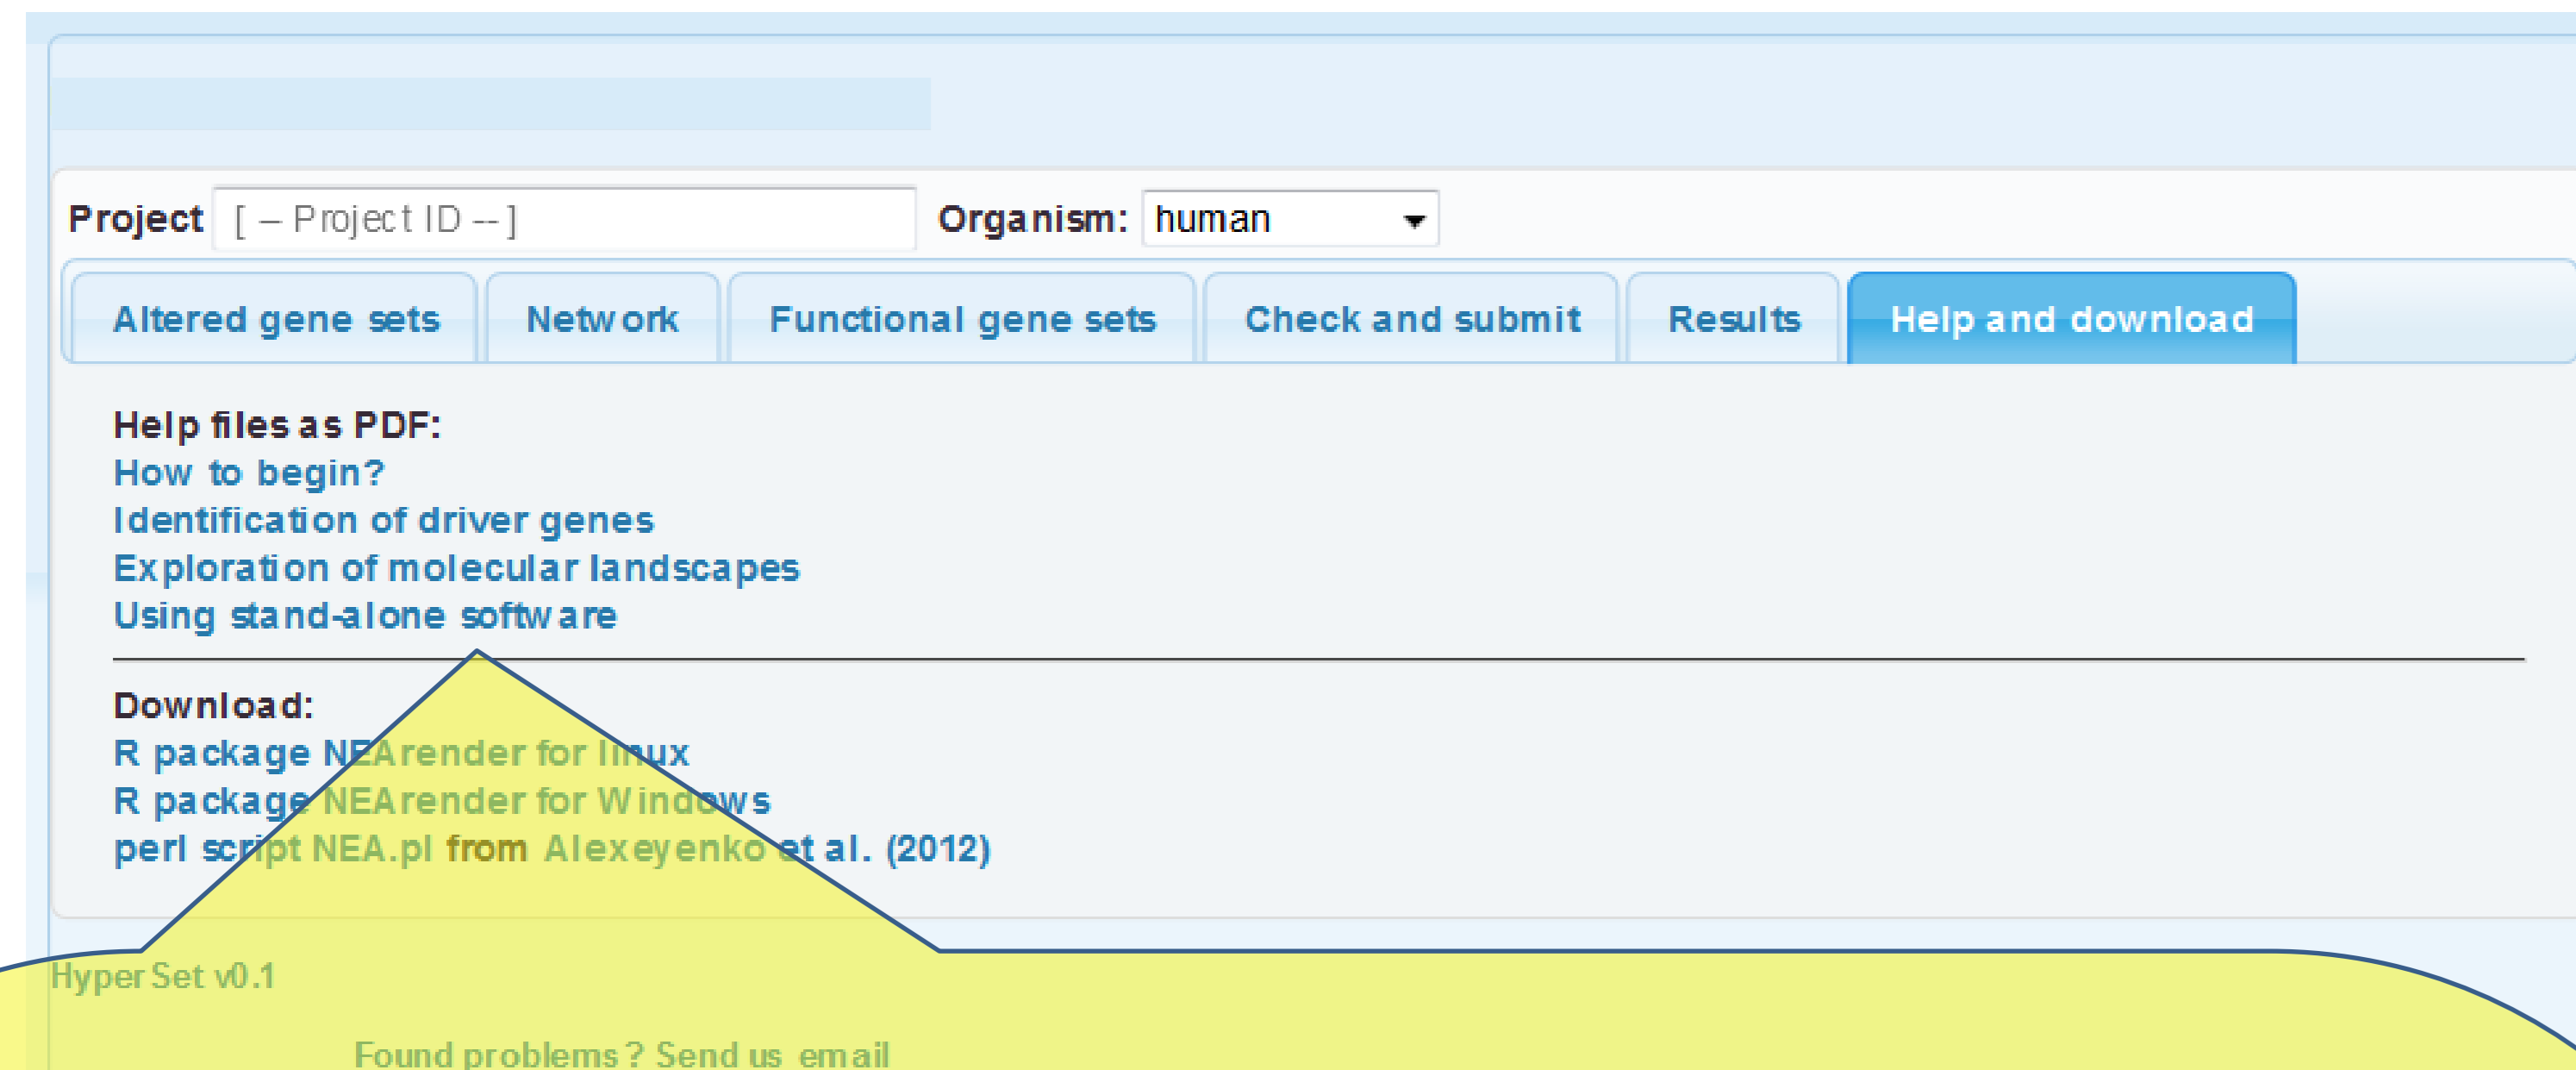 Project [ -- Project ID -- ] Organism: human
Altered gene sets Network Functional gene sets Check and submit Results Help and download
Help files as PDF:
How to begin?
Identification of driver genes
Exploration of molecular landscapes
Using stand-alone software
Download:
R package NEArender for linux
R package NEArender for Windows
perl script NEA.pl from Alexeyenko et al. (2012)
HyperSet v0.1
Found problems? Send us email